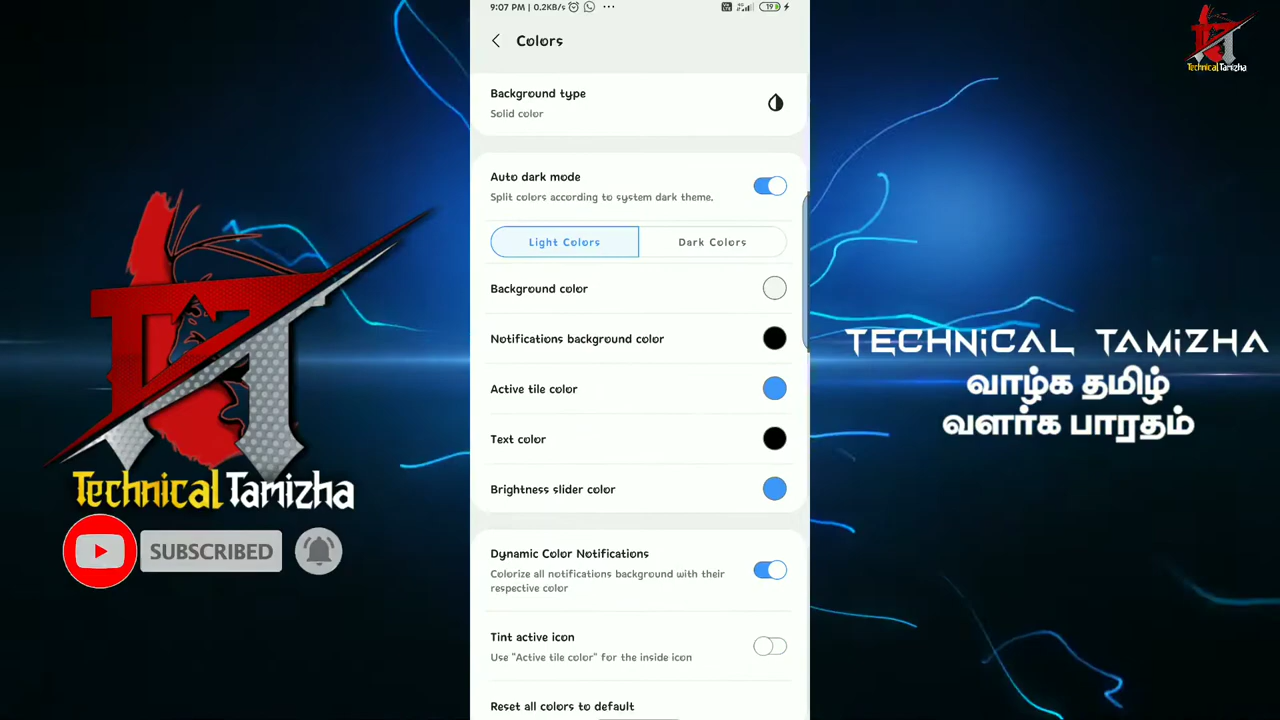 9:07 PM | 0.2KB/s
19
Colors
Background type
Solid color
Auto dark mode
Split colors according to system dark theme.
Light Colors
Dark Colors
Background color
Notifications background color
Active tile color
Text color
Brightness slider color
Dynamic Color Notifications
Colorize all notifications background with their
respective color
Tint active icon
Use "Active tile color" for the inside icon
Reset all colors to default
Technical Tamizha
SUBSCRIBED
Technical Tamizha
TECHNiCAL TAMiZHA
வாழ்க தமிழ்
வளர்க பாரதம்